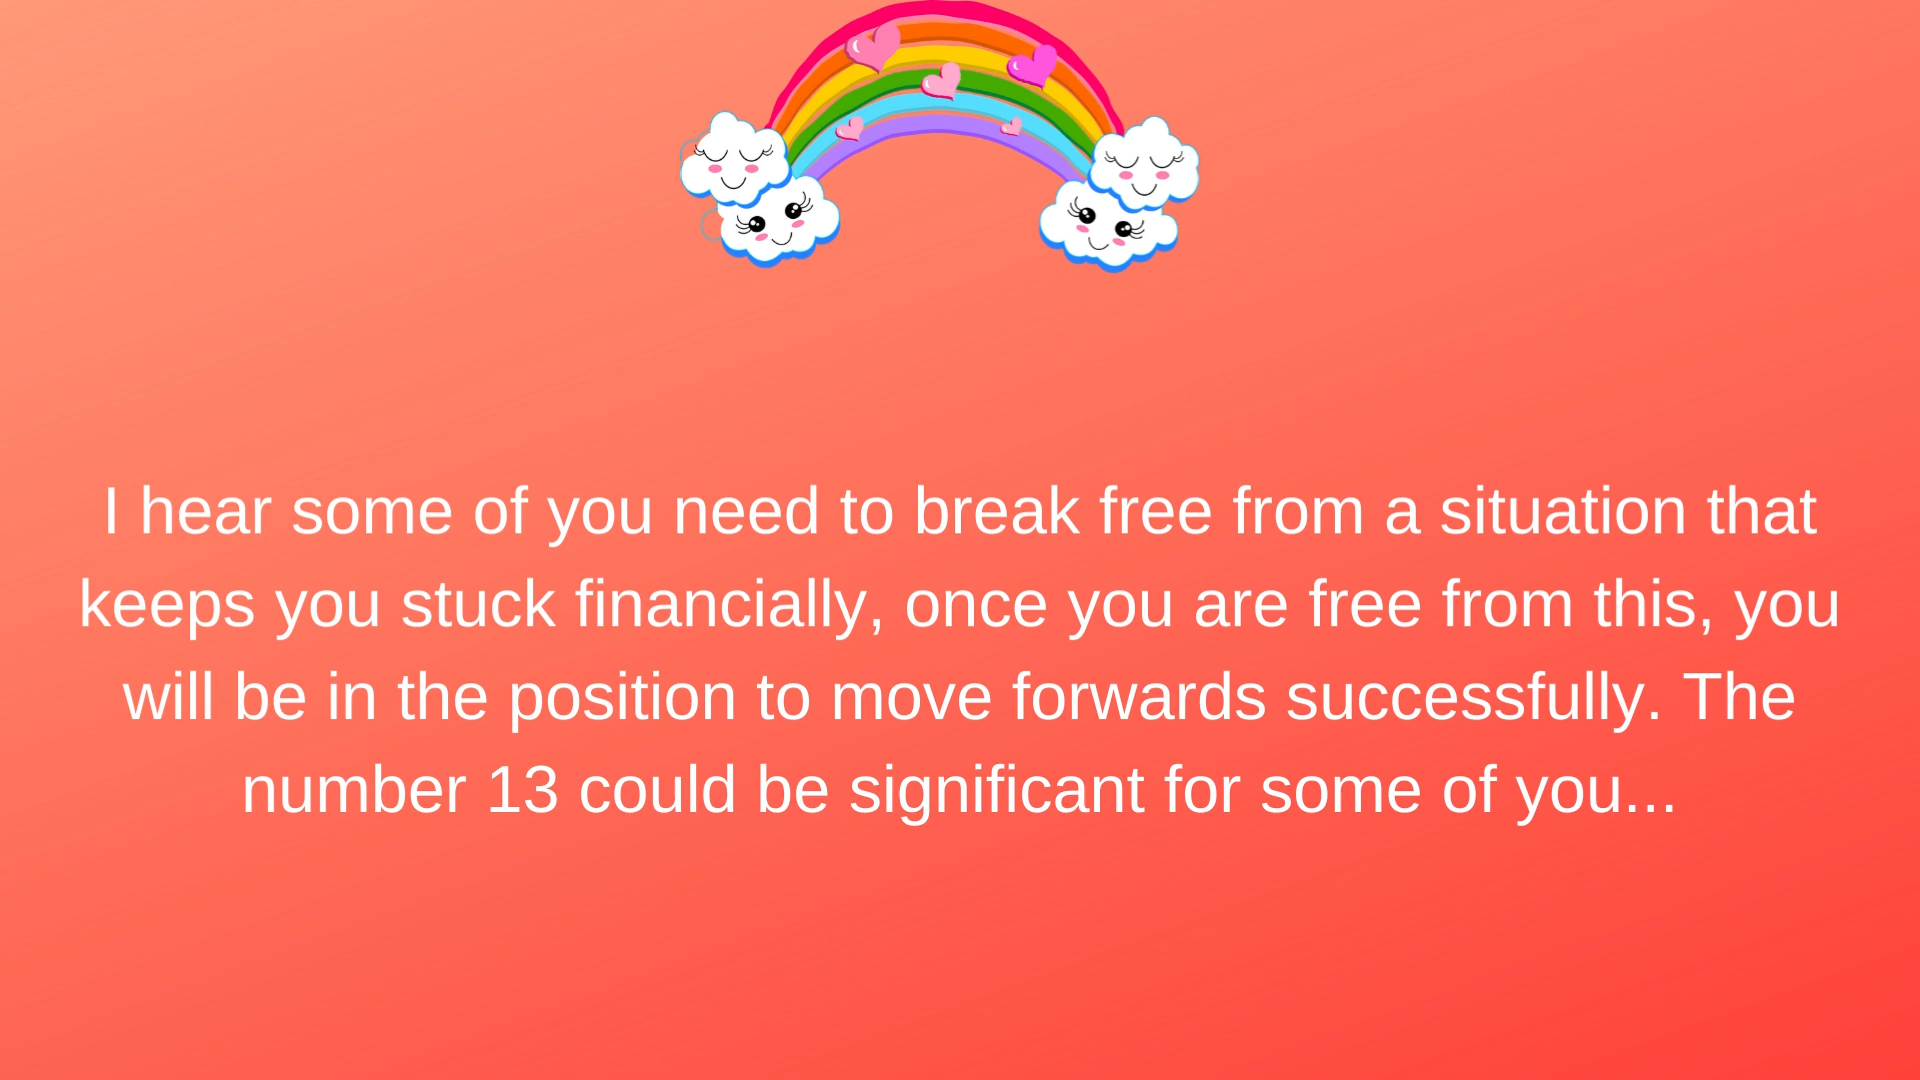 I hear some of you need to break free from a situation that
keeps you stuck financially, once you are free from this, you
will be in the position to move forwards successfully. The
number 13 could be significant for some of you...